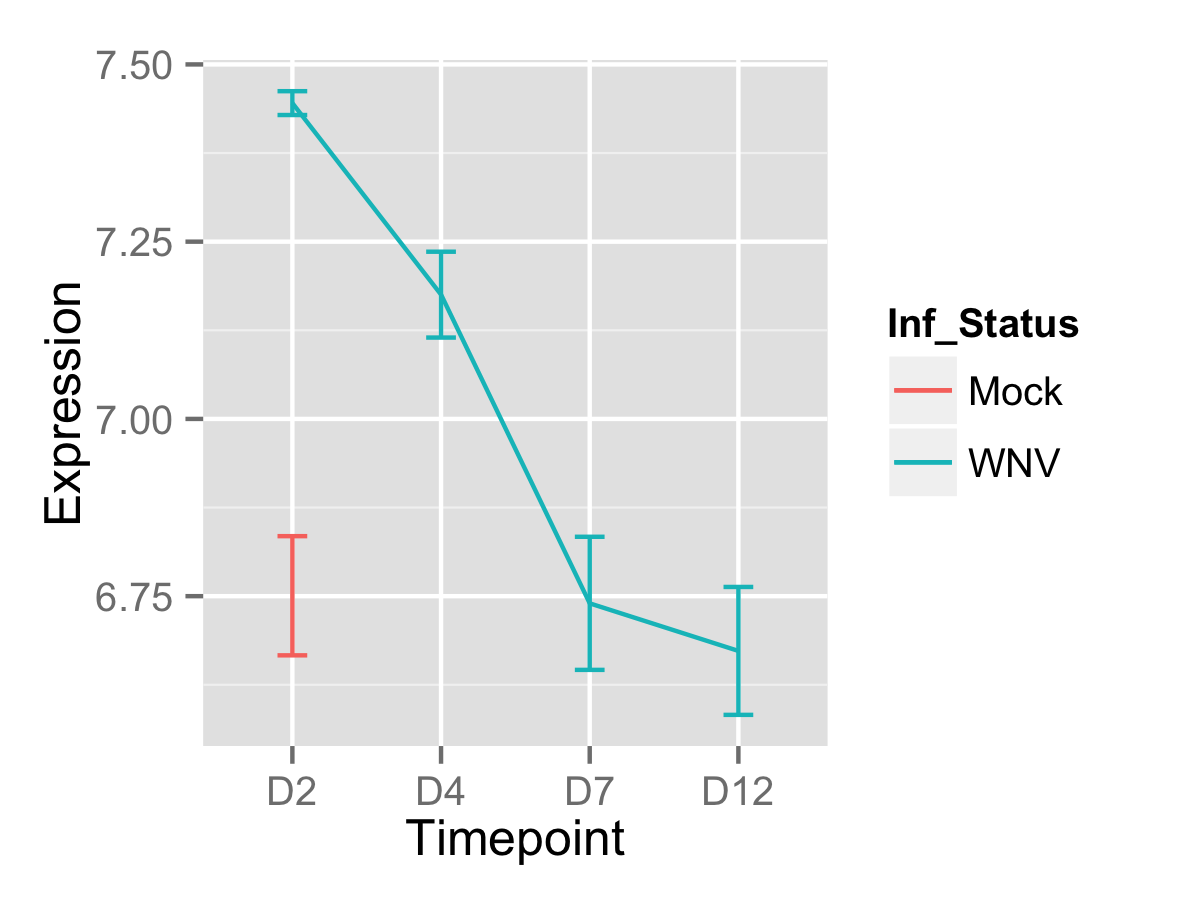 7.50
7.25
7.00
6.75
Expression
D2 D4 D7 D12
Timepoint
Inf_Status
Mock
WNV